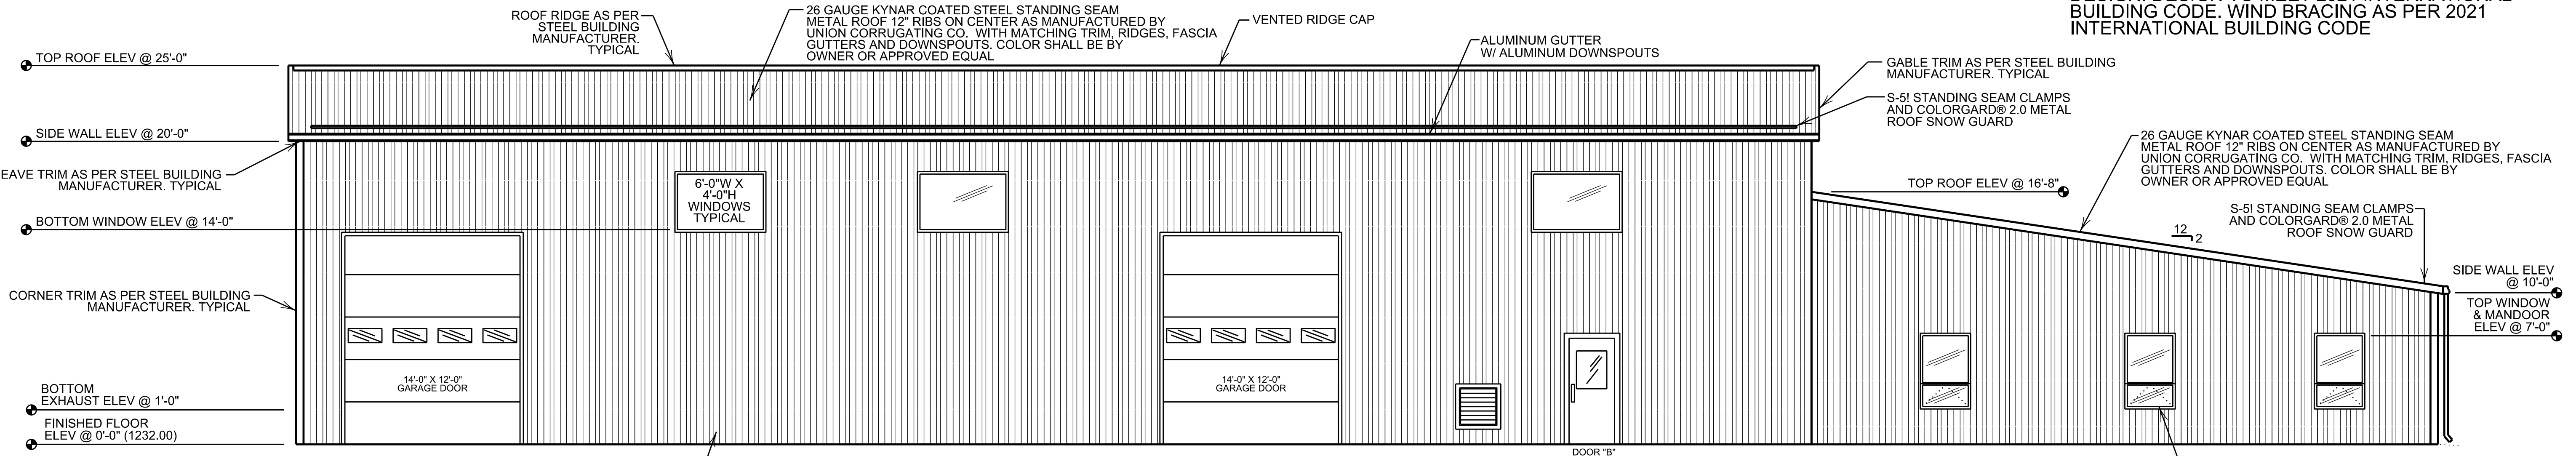 BUILDING CODE. WIND BRACING AS PER 2021
INTERNATIONAL BUILDING CODE
ROOF RIDGE AS PER
STEEL BUILDING
MANUFACTURER.
TYPICAL
26 GAUGE KYNAR COATED STEEL STANDING SEAM
METAL ROOF 12" RIBS ON CENTER AS MANUFACTURED BY
UNION CORRUGATING CO. WITH MATCHING TRIM, RIDGES, FASCIA
GUTTERS AND DOWNSPOUTS. COLOR SHALL BE BY
OWNER OR APPROVED EQUAL
VENTED RIDGE CAP
ALUMINUM GUTTER
W/ ALUMINUM DOWNSPOUTS
GABLE TRIM AS PER STEEL BUILDING
MANUFACTURER. TYPICAL
S-5! STANDING SEAM CLAMPS
AND COLORGARD® 2.0 METAL
ROOF SNOW GUARD
TOP ROOF ELEV @ 25'-0"
SIDE WALL ELEV @ 20'-0"
EAVE TRIM AS PER STEEL BUILDING
MANUFACTURER. TYPICAL
BOTTOM WINDOW ELEV @ 14'-0"
CORNER TRIM AS PER STEEL BUILDING
MANUFACTURER. TYPICAL
BOTTOM
EXHAUST ELEV @ 1'-0"
FINISHED FLOOR
ELEV @ 0'-0" (1232.00)
6'-0"W X
4'-0"H
WINDOWS
TYPICAL
14'-0" X 12'-0"
GARAGE DOOR
14'-0" X 12'-0"
GARAGE DOOR
DOOR "B"
26 GAUGE KYNAR COATED STEEL STANDING SEAM
METAL ROOF 12" RIBS ON CENTER AS MANUFACTURED BY
UNION CORRUGATING CO. WITH MATCHING TRIM, RIDGES, FASCIA
GUTTERS AND DOWNSPOUTS. COLOR SHALL BE BY
OWNER OR APPROVED EQUAL
TOP ROOF ELEV @ 16'-8"
S-5! STANDING SEAM CLAMPS
AND COLORGARD® 2.0 METAL
ROOF SNOW GUARD
12
2
SIDE WALL ELEV
@ 10'-0"
TOP WINDOW
& MANDOOR
ELEV @ 7'-0"